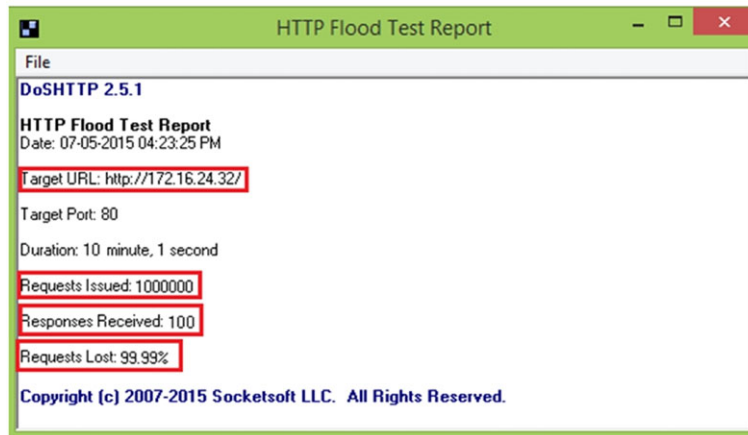 HTTP Flood Test Report
File
DoSHTTP 2.5.1
HTTP Flood Test Report
Date: 07-05-2015 04:23:25 PM
Target URL: http://172.16.24.32/
Target Port: 80
Duration: 10 minute, 1 second
Requests Issued: 1000000
Responses Received: 100
Requests Lost: 99.99%
Copyright (c) 2007-2015 Socketsoft LLC. All Rights Reserved.